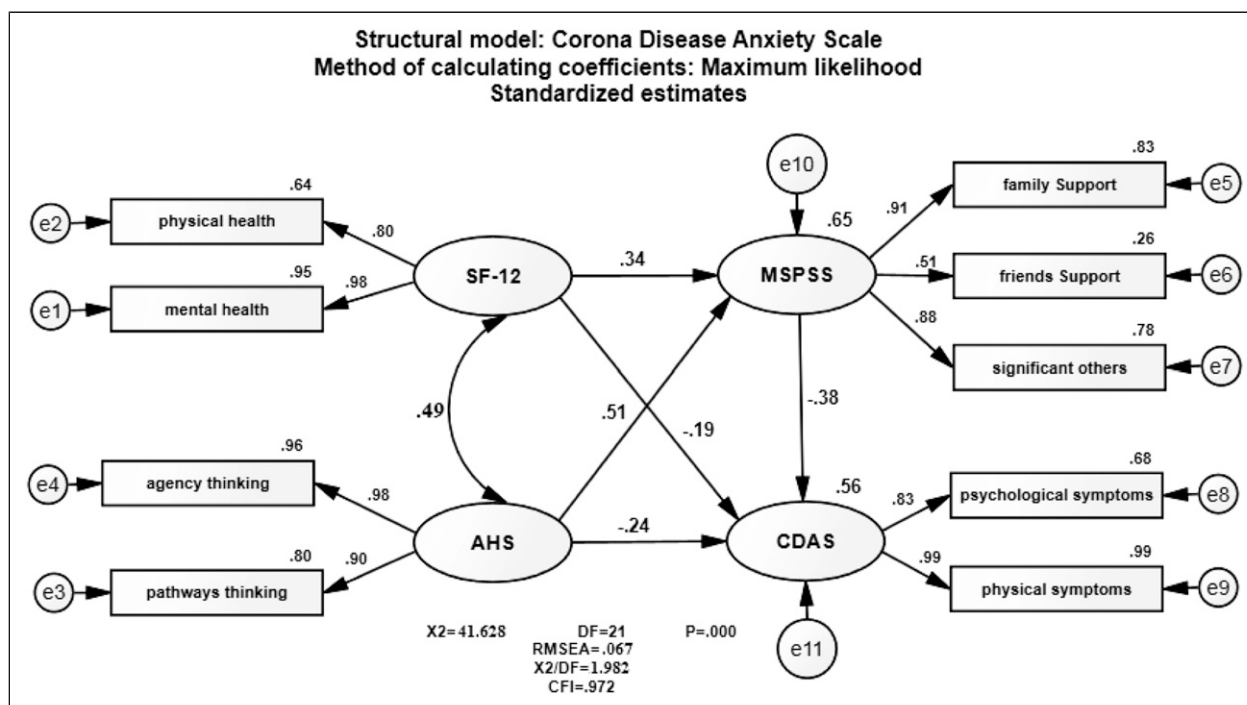 Structural model: Corona Disease Anxiety Scale
Method of calculating coefficients: Maximum likelihood
Standardized estimates
e10
.83
family Support
e5
.64
physical health
e2
.80
.65
.91
.26
friends Support
e6
.51
.95
mental health
e1
.98
SF-12
.34
MSPSS
.88
.78
significant others
e7
.49
.51
-.19
-.38
.96
agency thinking
e4
.98
.68
psychological symptoms
e8
.83
.56
AHS
-.24
CDAS
.80
pathways thinking
e3
.90
.99
.99
physical symptoms
e9
e11
X2=41.628 DF=21 P=.000
RMSEA=.067
X2/DF=1.982
CFI=.972